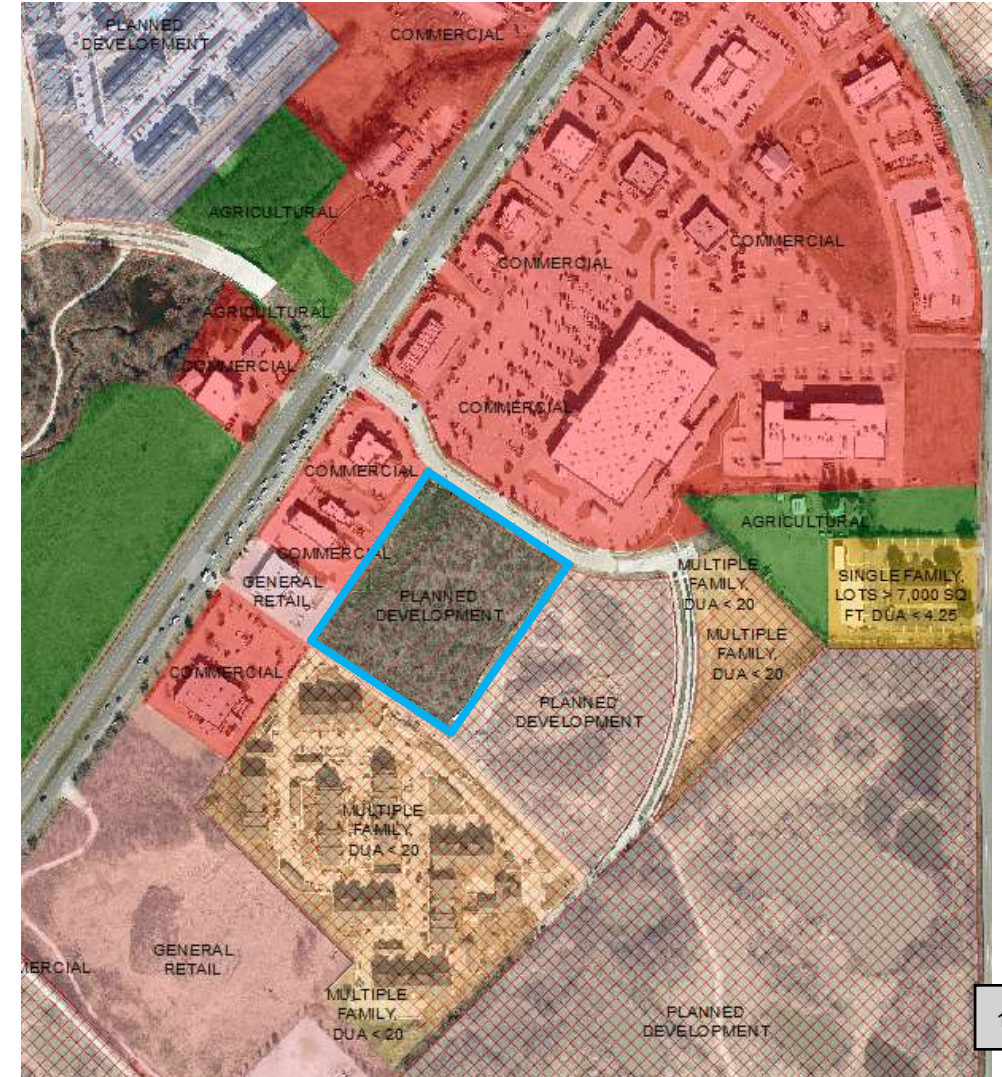 PLANNED
DEVELOPMENT
COMMERCIAL
AGRICULTURAL
COMMERCIAL
COMMERCIAL
AGRICULTURAL
COMMERCIAL
COMMERCIAL
COMMERCIAL
AGRICULTURAL
COMMERCIAL
MULTIPLE
FAMILY,
DUA < 20
SINGLE FAMILY,
LOTS > 7,000 SQ
FT, DUA < 4.25
GENERAL
RETAIL
PLANNED
DEVELOPMENT
MULTIPLE
FAMILY,
DUA < 20
COMMERCIAL
PLANNED
DEVELOPMENT
MULTIPLE
FAMILY,
DUA < 20
GENERAL
RETAIL
MERCIAL
MULTIPLE
FAMILY,
DUA < 20
PLANNED
DEVELOPMENT